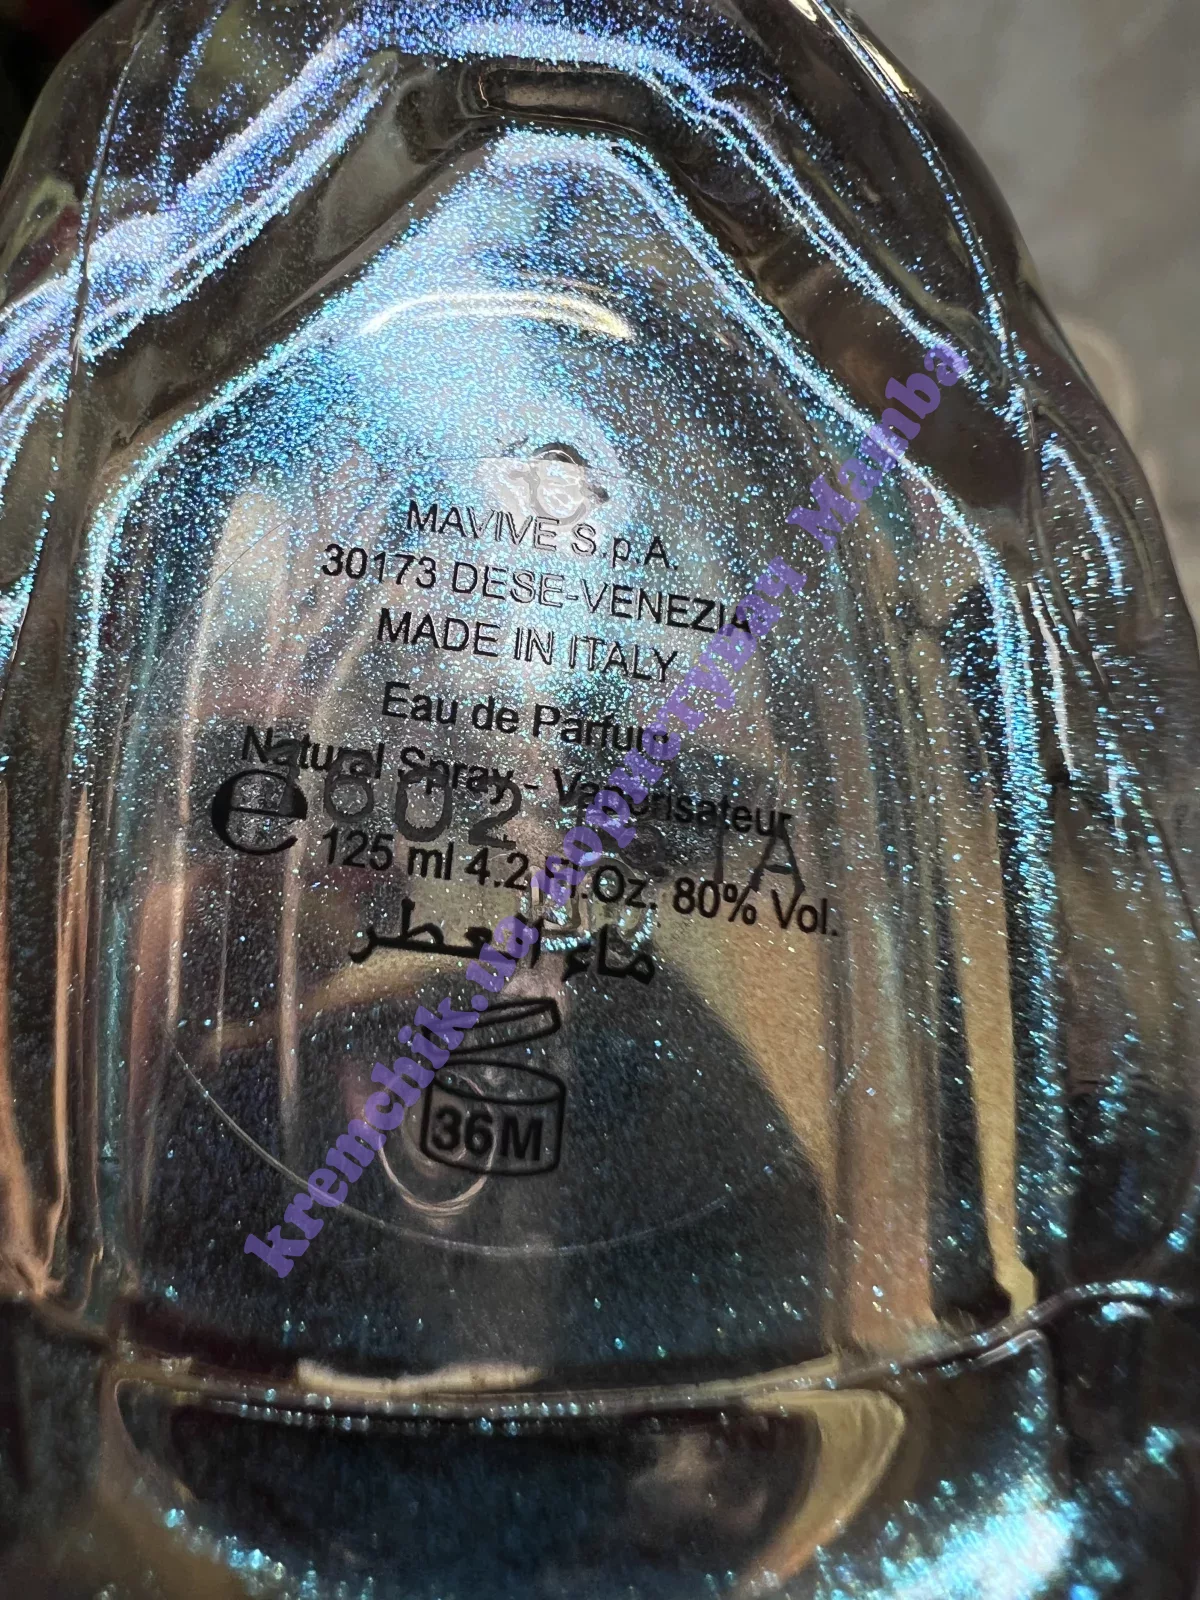 MAVIVE S.p.A.
30173 DESE-VENEZIA
MADE IN ITALY
Eau de Parfum
Natural Spray - Vaporisateur
e 125 ml 4.2 Fl.Oz. 80% Vol.
ماء العطر
36M
kremchik.ua
Mamba